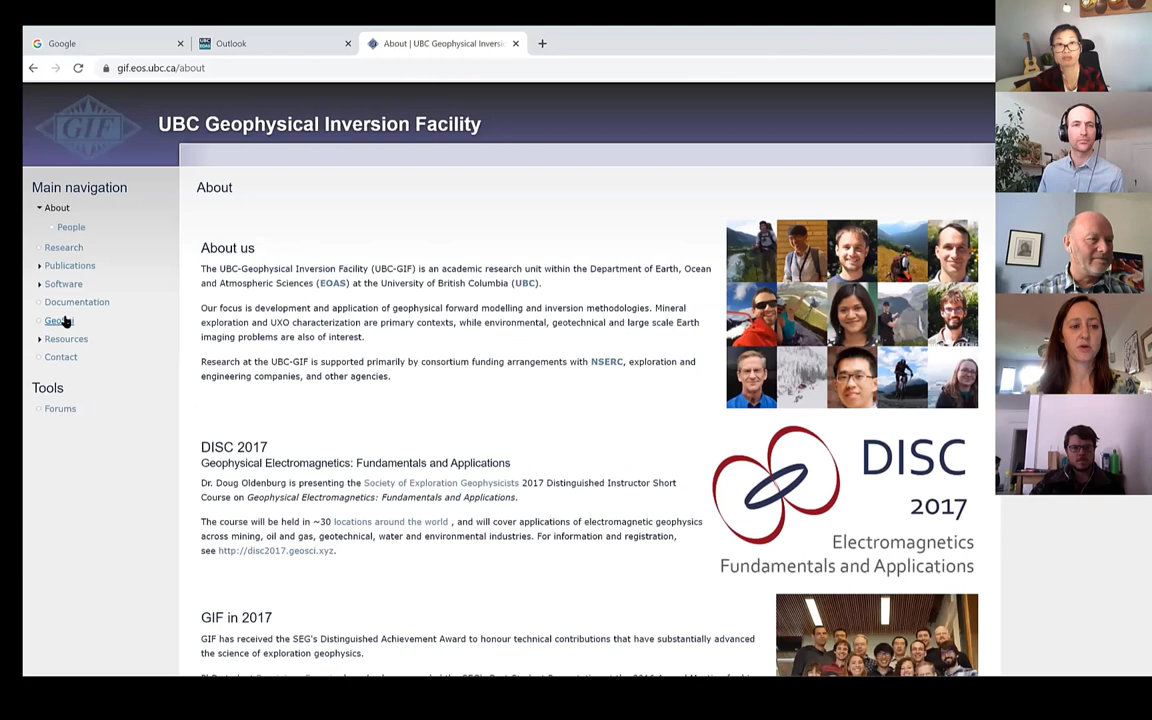 Google
Outlook
About | UBC Geophysical Inversi
gif.eos.ubc.ca/about
GIF
UBC Geophysical Inversion Facility
Main navigation
About
People
Research
Publications
Software
Documentation
Resources
Contact
Tools
Forums
About
About us
The UBC-Geophysical Inversion Facility (UBC-GIF) is an academic research unit within the Department of Earth, Ocean
and Atmospheric Sciences (EOAS) at the University of British Columbia (UBC).
Our focus is development and application of geophysical forward modelling and inversion methodologies. Mineral
exploration and UXO characterization are primary contexts, while environmental, geotechnical and large scale Earth
imaging problems are also of interest.
Research at the UBC-GIF is supported primarily by consortium funding arrangements with NSERC, exploration and
engineering companies, and other agencies.
DISC 2017
Geophysical Electromagnetics: Fundamentals and Applications
Dr. Doug Oldenburg is presenting the Society of Exploration Geophysicists 2017 Distinguished Instructor Short
Course on Geophysical Electromagnetics: Fundamentals and Applications.
The course will be held in ~30 locations around the world , and will cover applications of electromagnetic geophysics
across mining, oil and gas, geotechnical, water and environmental industries. For information and registration,
see http://disc2017.geosci.xyz.
DISC
2017
Electromagnetics
Fundamentals and Applications
GIF in 2017
GIF has received the SEG's Distinguished Achievement Award to honour technical contributions that have substantially advanced
the science of exploration geophysics.